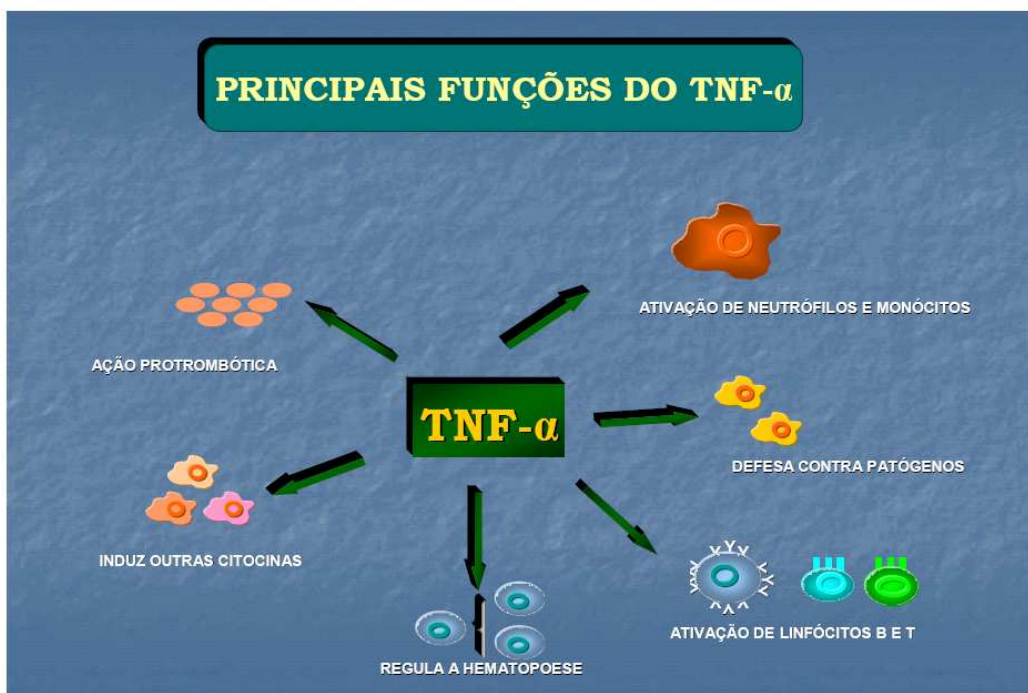 PRINCIPAIS FUNÇÕES DO TNF-α
ATIVAÇÃO DE NEUTRÓFILOS E MONÓCITOS
AÇÃO PROTROMBÓTICA
TNF-α
DEFESA CONTRA PATÓGENOS
INDUZ OUTRAS CITOCINAS
ATIVAÇÃO DE LINFÓCITOS B E T
REGULA A HEMATOPOESE